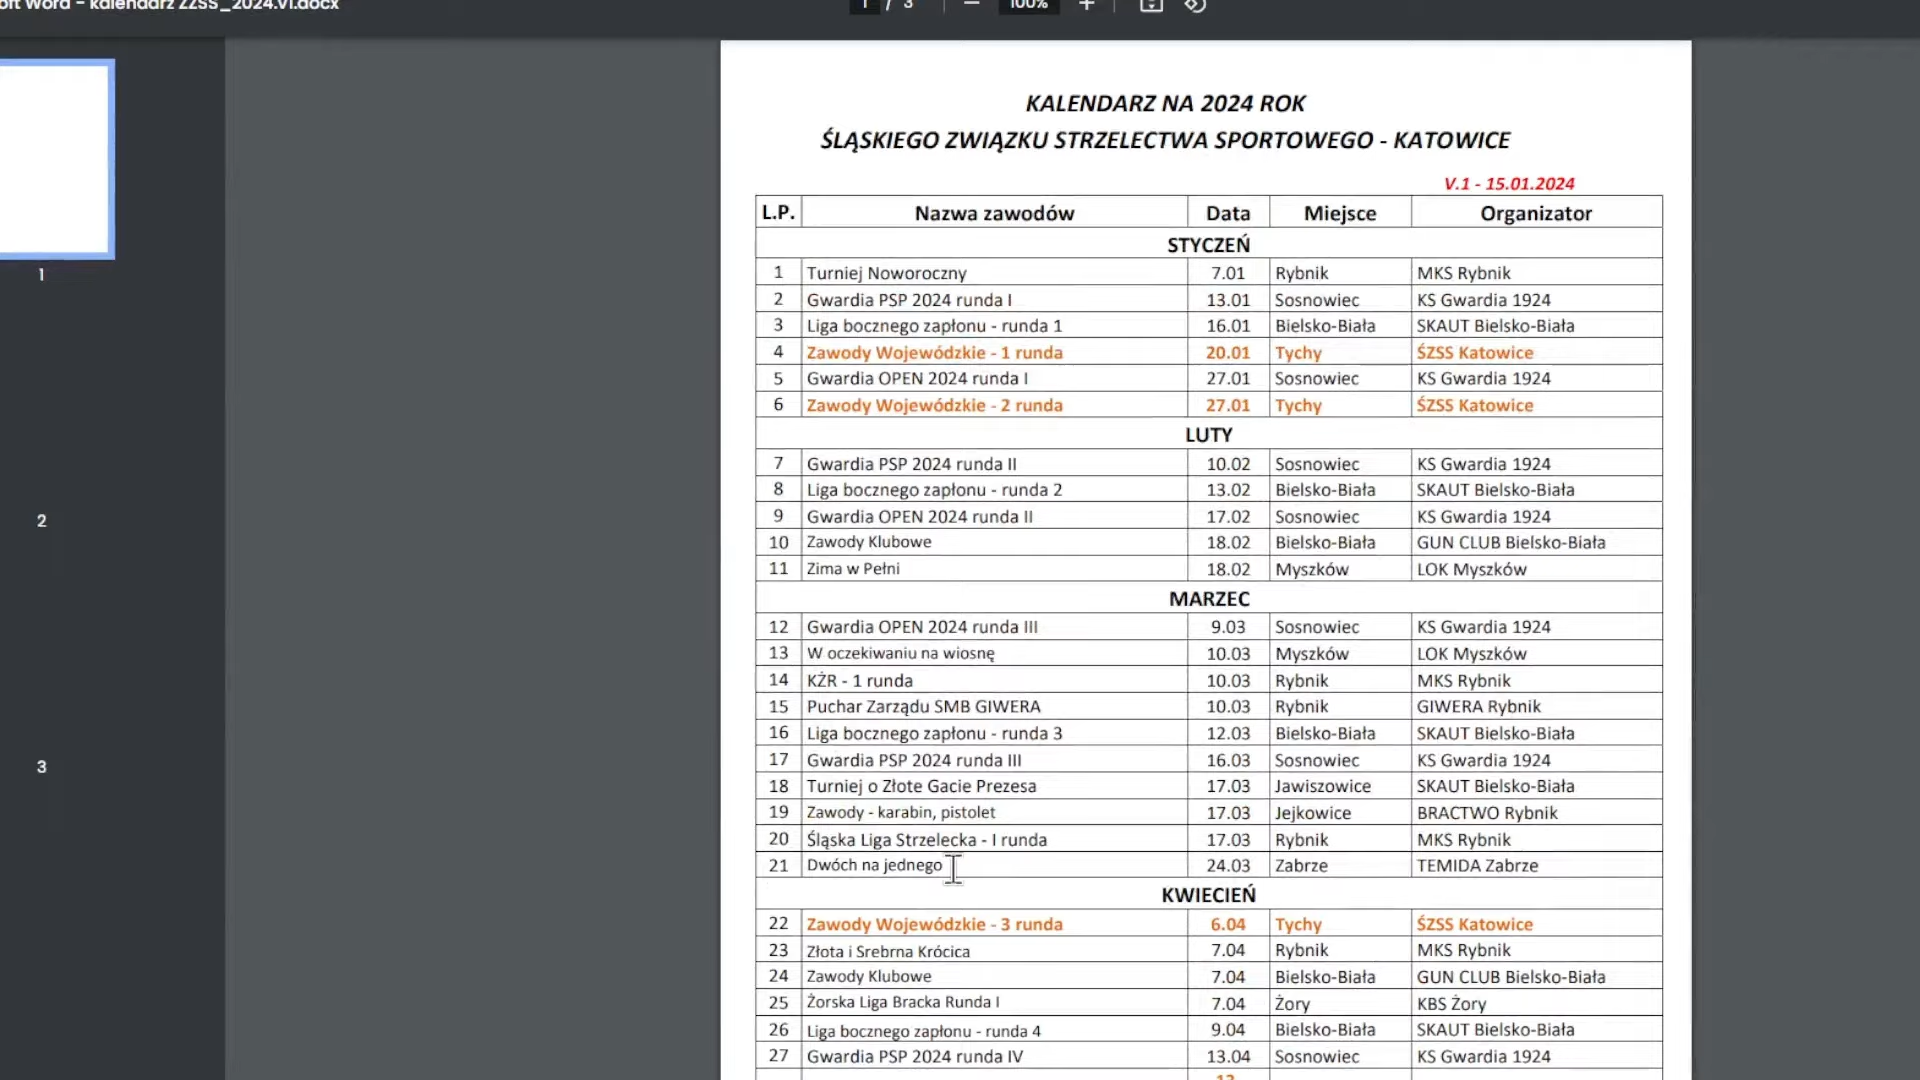 oft Word - kalendarz ZZSS_2024.v1.docx
1 / 3
100%
1
2
3
KALENDARZ NA 2024 ROK
ŚLĄSKIEGO ZWIĄZKU STRZELECTWA SPORTOWEGO - KATOWICE
V.1 - 15.01.2024
L.P. Nazwa zawodów Data Miejsce Organizator
STYCZEŃ
1 Turniej Noworoczny 7.01 Rybnik MKS Rybnik
2 Gwardia PSP 2024 runda I 13.01 Sosnowiec KS Gwardia 1924
3 Liga bocznego zapłonu - runda 1 16.01 Bielsko-Biała SKAUT Bielsko-Biała
4 Zawody Wojewódzkie - 1 runda 20.01 Tychy ŚZSS Katowice
5 Gwardia OPEN 2024 runda I 27.01 Sosnowiec KS Gwardia 1924
6 Zawody Wojewódzkie - 2 runda 27.01 Tychy ŚZSS Katowice
LUTY
7 Gwardia PSP 2024 runda II 10.02 Sosnowiec KS Gwardia 1924
8 Liga bocznego zapłonu - runda 2 13.02 Bielsko-Biała SKAUT Bielsko-Biała
9 Gwardia OPEN 2024 runda II 17.02 Sosnowiec KS Gwardia 1924
10 Zawody Klubowe 18.02 Bielsko-Biała GUN CLUB Bielsko-Biała
11 Zima w Pełni 18.02 Myszków LOK Myszków
MARZEC
12 Gwardia OPEN 2024 runda III 9.03 Sosnowiec KS Gwardia 1924
13 W oczekiwaniu na wiosnę 10.03 Myszków LOK Myszków
14 KŻR - 1 runda 10.03 Rybnik MKS Rybnik
15 Puchar Zarządu SMB GIWERA 10.03 Rybnik GIWERA Rybnik
16 Liga bocznego zapłonu - runda 3 12.03 Bielsko-Biała SKAUT Bielsko-Biała
17 Gwardia PSP 2024 runda III 16.03 Sosnowiec KS Gwardia 1924
18 Turniej o Złote Gacie Prezesa 17.03 Jawiszowice SKAUT Bielsko-Biała
19 Zawody - karabin, pistolet 17.03 Jejkowice BRACTWO Rybnik
20 Śląska Liga Strzelecka - I runda 17.03 Rybnik MKS Rybnik
21 Dwóch na jednego 24.03 Zabrze TEMIDA Zabrze
KWIECIEŃ
22 Zawody Wojewódzkie - 3 runda 6.04 Tychy ŚZSS Katowice
23 Złota i Srebrna Krócica 7.04 Rybnik MKS Rybnik
24 Zawody Klubowe 7.04 Bielsko-Biała GUN CLUB Bielsko-Biała
25 Żorska Liga Bracka Runda I 7.04 Żory KBS Żory
26 Liga bocznego zapłonu - runda 4 9.04 Bielsko-Biała SKAUT Bielsko-Biała
27 Gwardia PSP 2024 runda IV 13.04 Sosnowiec KS Gwardia 1924